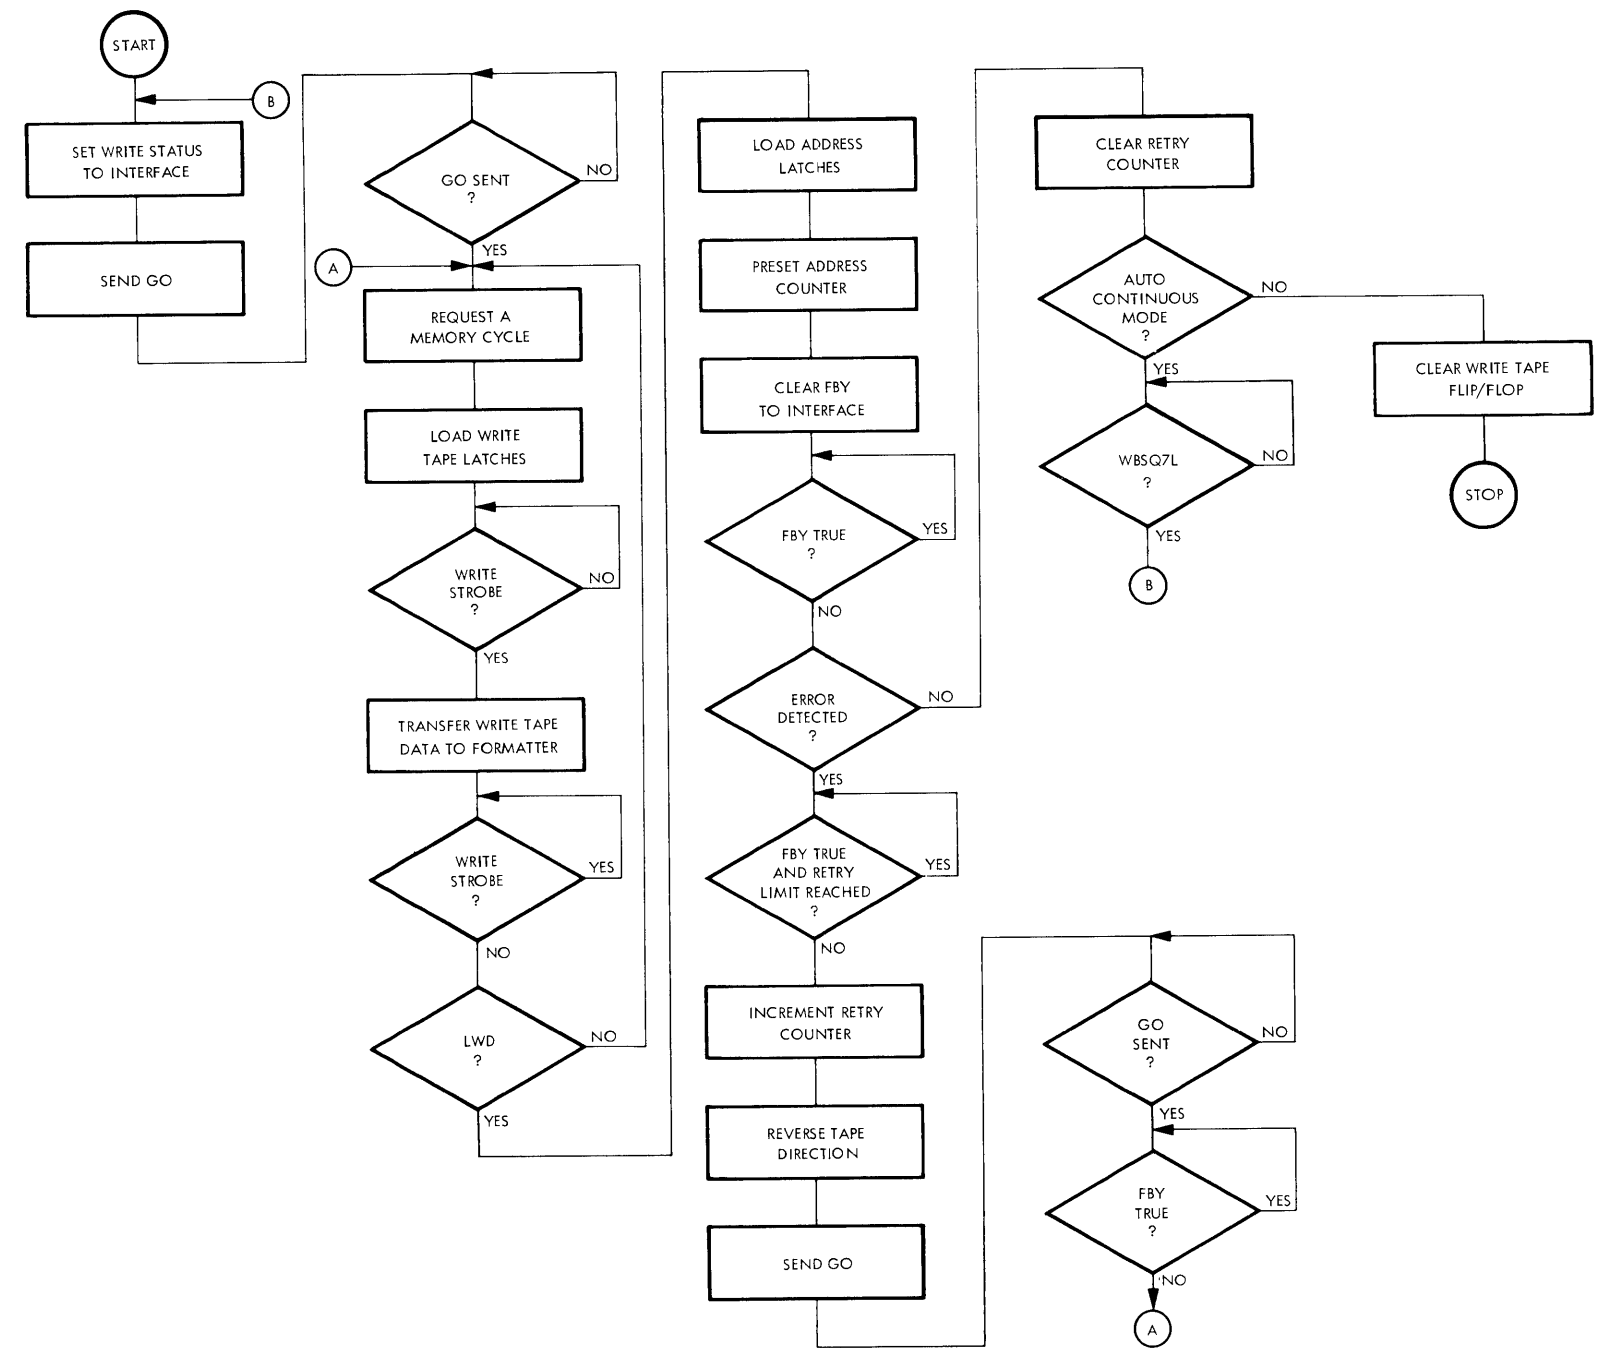 START
B
SET WRITE STATUS
TO INTERFACE
SEND GO
GO SENT
?
NO
YES
A
REQUEST A
MEMORY CYCLE
LOAD WRITE
TAPE LATCHES
WRITE
STROBE
?
NO
YES
TRANSFER WRITE TAPE
DATA TO FORMATTER
WRITE
STROBE
?
YES
NO
LWD
?
NO
YES
LOAD ADDRESS
LATCHES
PRESET ADDRESS
COUNTER
CLEAR FBY
TO INTERFACE
FBY TRUE
?
YES
NO
ERROR
DETECTED
?
NO
YES
FBY TRUE
AND RETRY
LIMIT REACHED
?
YES
NO
INCREMENT RETRY
COUNTER
REVERSE TAPE
DIRECTION
SEND GO
CLEAR RETRY
COUNTER
AUTO
CONTINUOUS
MODE
?
NO
YES
WBSQ7L
?
NO
YES
B
CLEAR WRITE TAPE
FLIP/FLOP
STOP
GO
SENT
?
NO
YES
FBY
TRUE
?
YES
NO
A